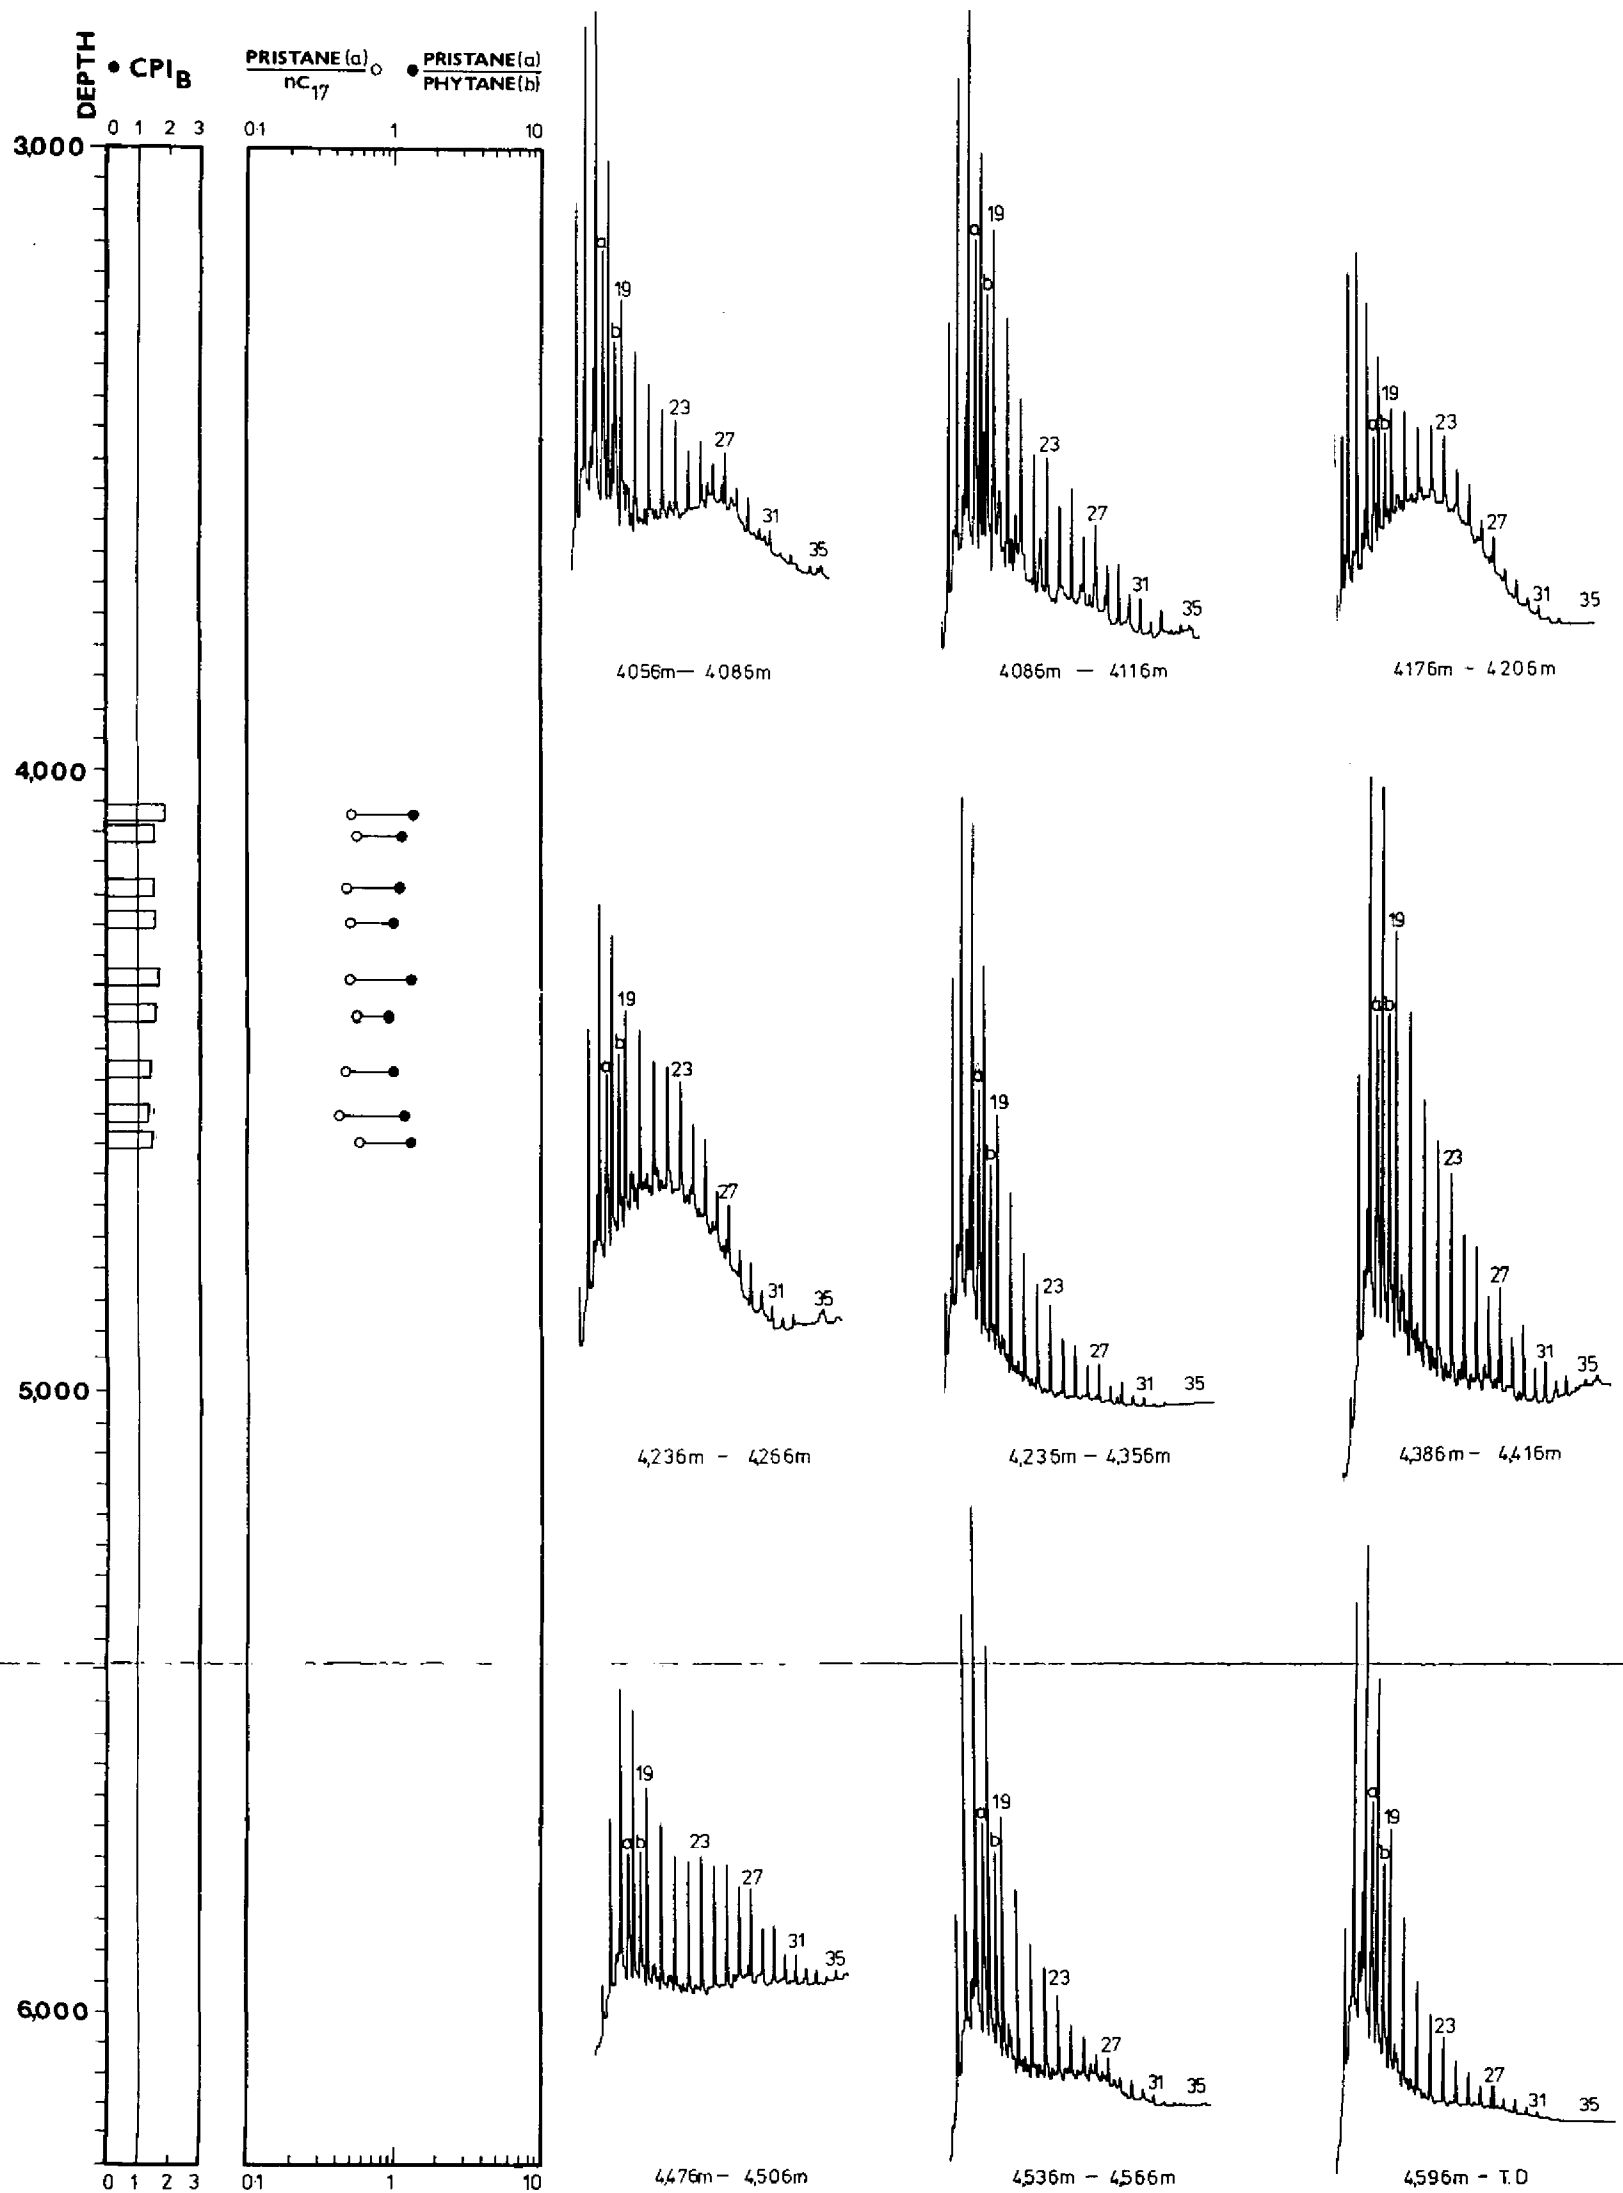 DEPTH
● CPI_B
PRISTANE(a) ○ ● PRISTANE(a)
nC17 PHYTANE(b)
0 1 2 3 0·1 1 10
3,000
4,000
5,000
6,000
0 1 2 3 0·1 1 10
a b 19 23 27 31 35
4056m— 4086m
a b 19 23 27 31 35
4086m — 4116m
a b 19 23 27 31 35
4176m - 4206m
a b 19 23 27 31 35
4,236m - 4,266m
a b 19 23 27 31 35
4,236m - 4,356m
a b 19 23 27 31 35
4,386m - 4,416m
a b 19 23 27 31 35
4,476m - 4,506m
a b 19 23 27 31 35
4,536m - 4,566m
a b 19 23 27 31 35
4,596m - T.D